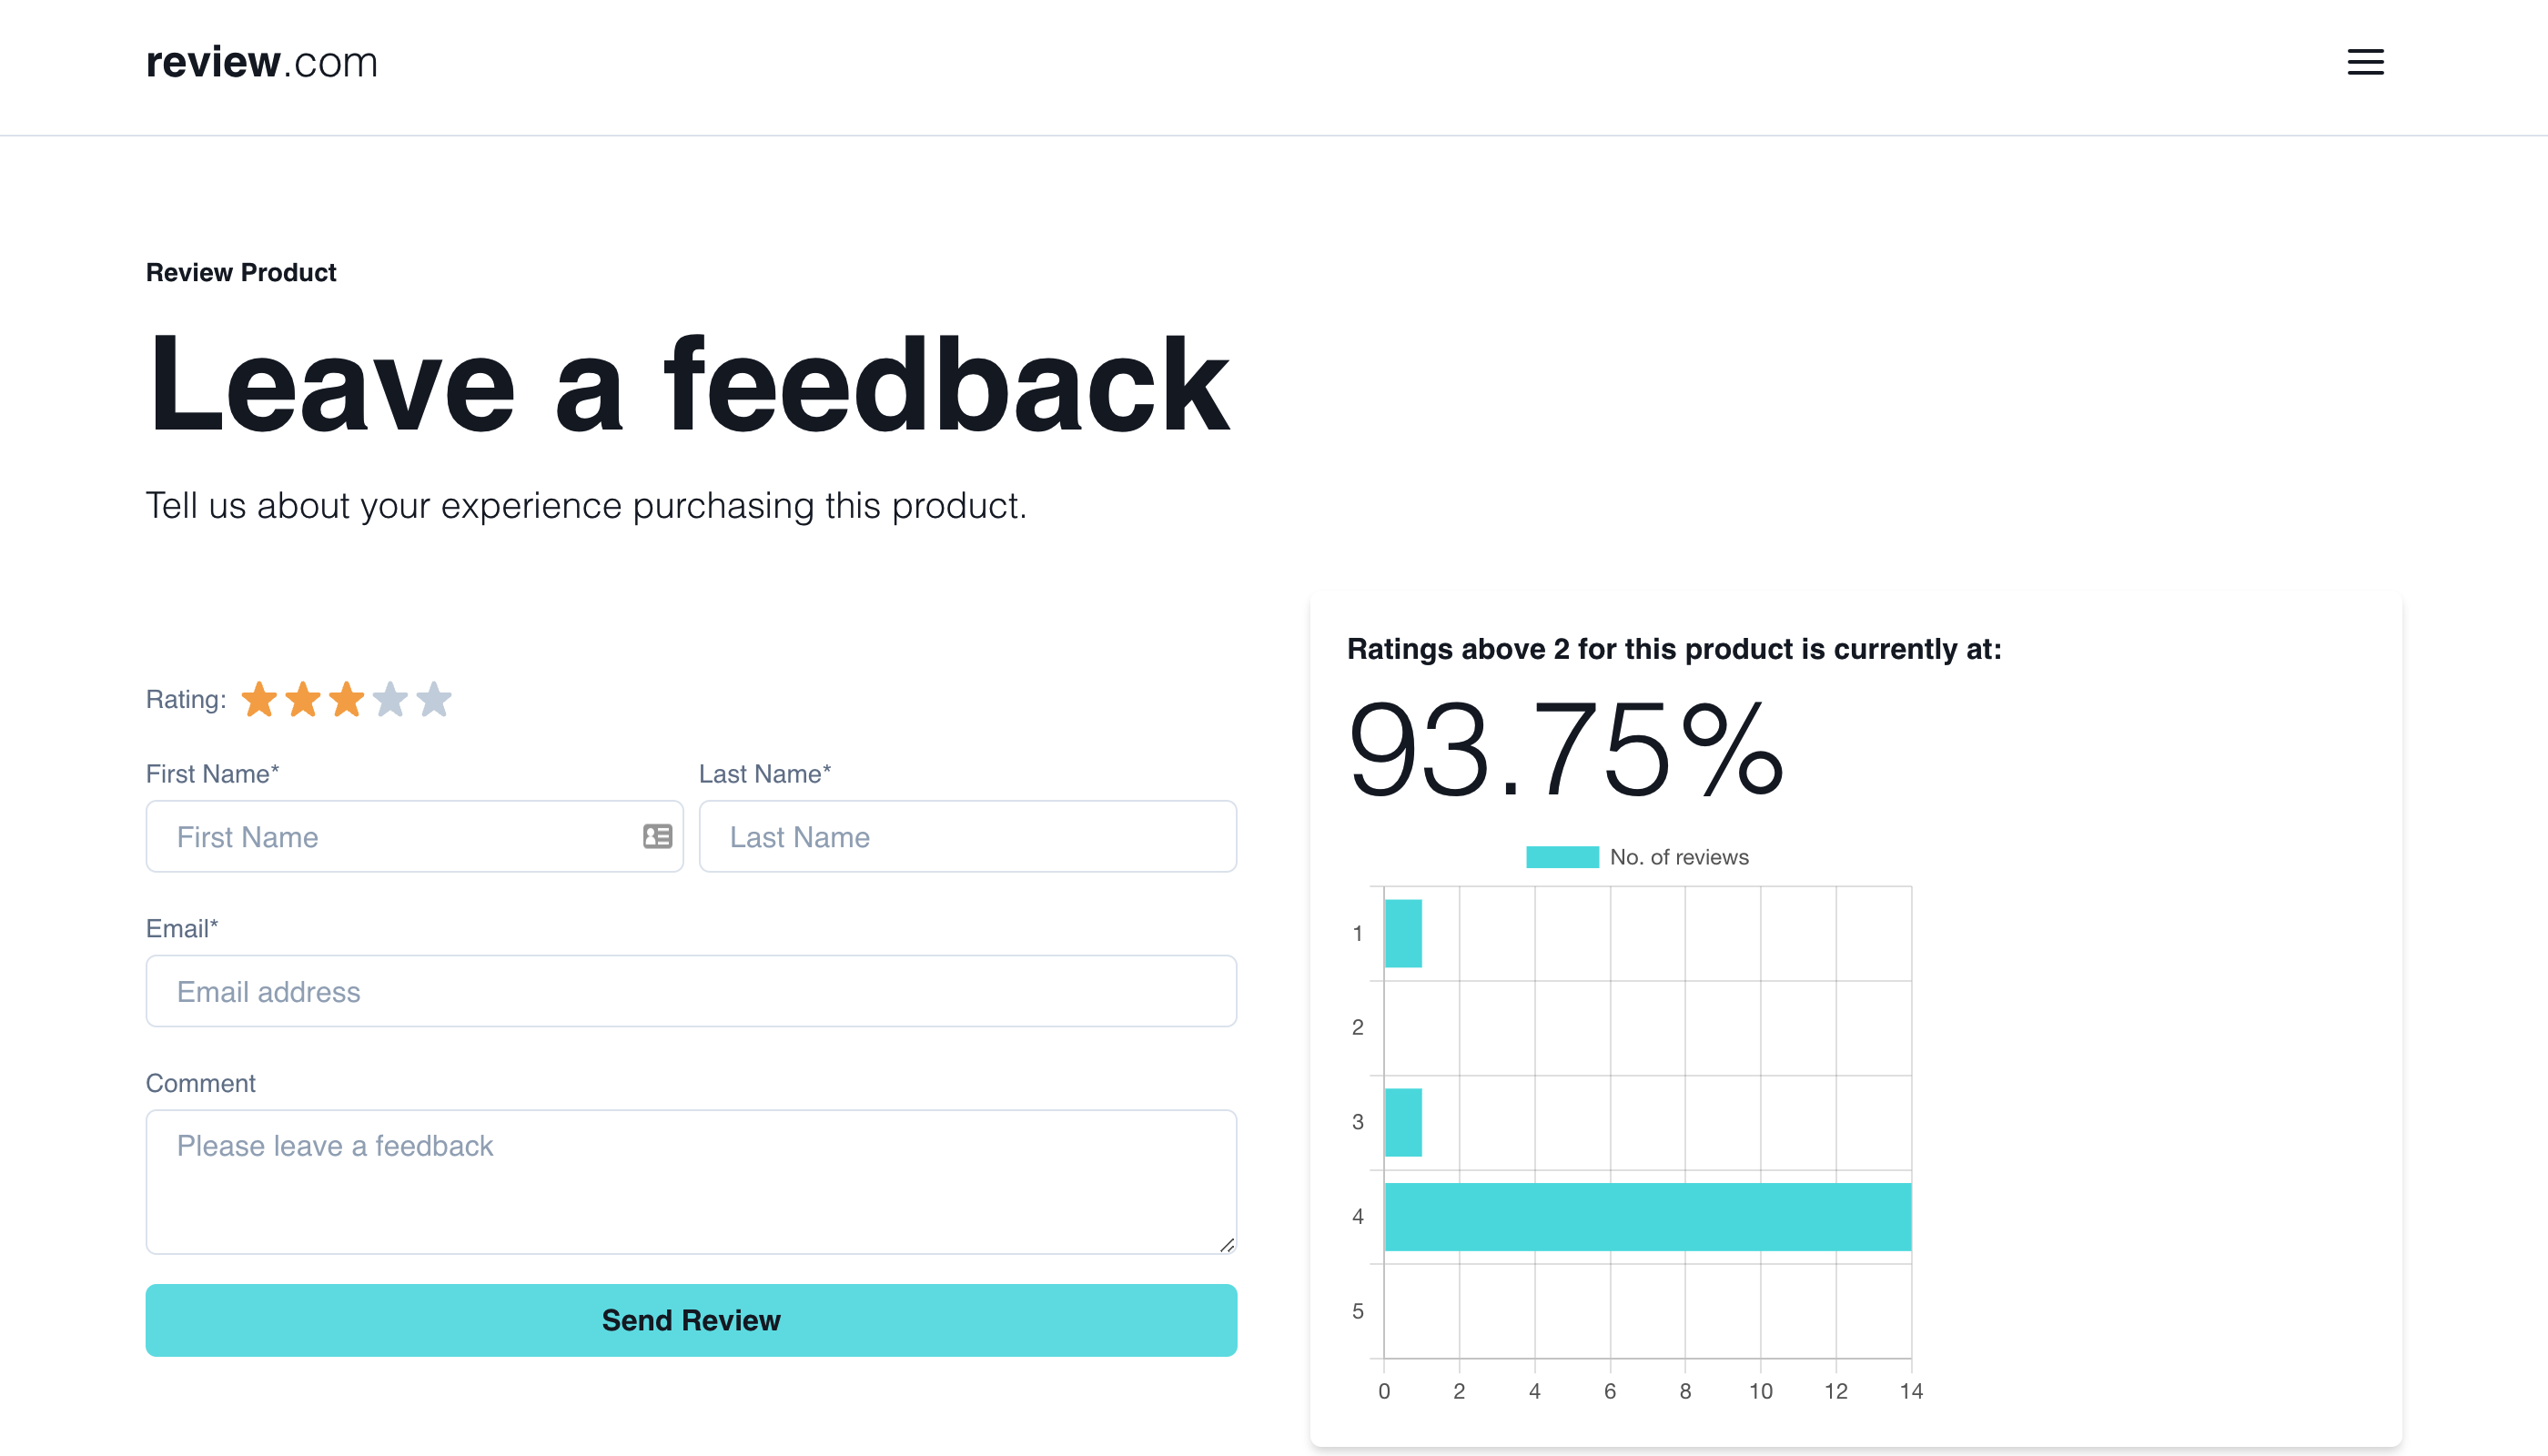 review.com
Review Product
Leave a feedback
Tell us about your experience purchasing this product.
Rating:
First Name*
Last Name*
First Name
Last Name
Email*
Email address
Comment
Please leave a feedback
Send Review
Ratings above 2 for this product is currently at:
93.75%
No. of reviews
1
2
3
4
5
0 2 4 6 8 10 12 14